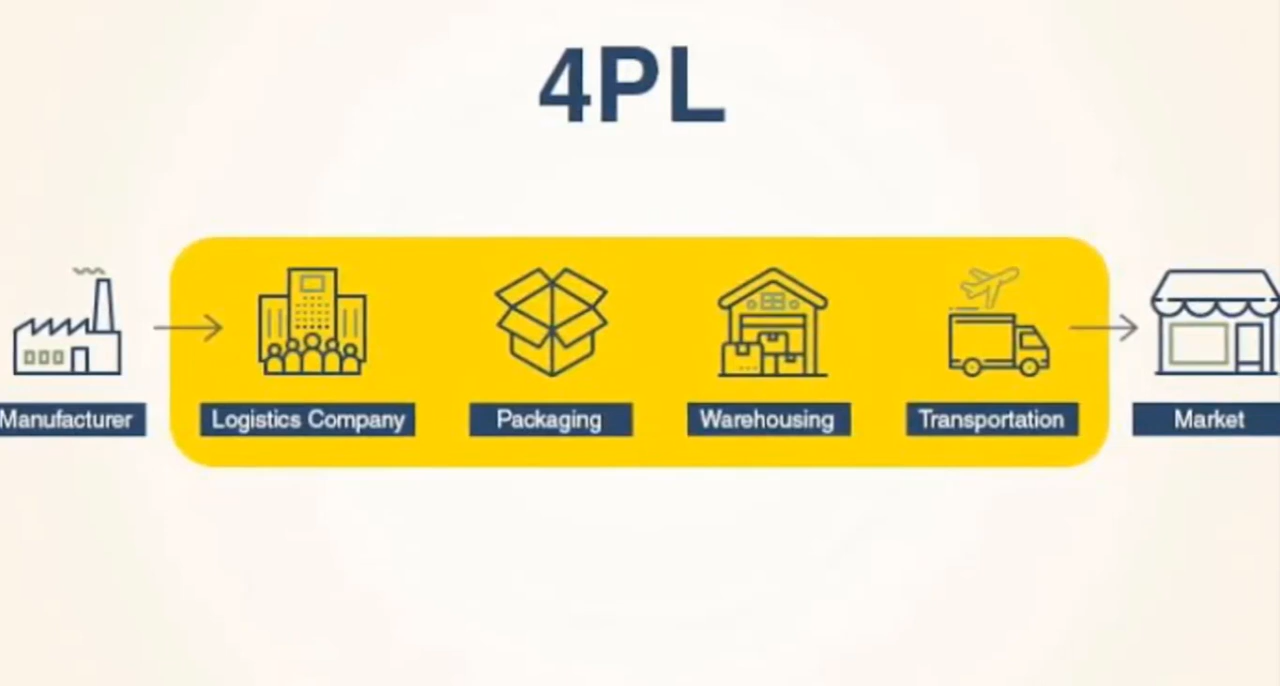 4PL
Manufacturer
Logistics Company
Packaging
Warehousing
Transportation
Market